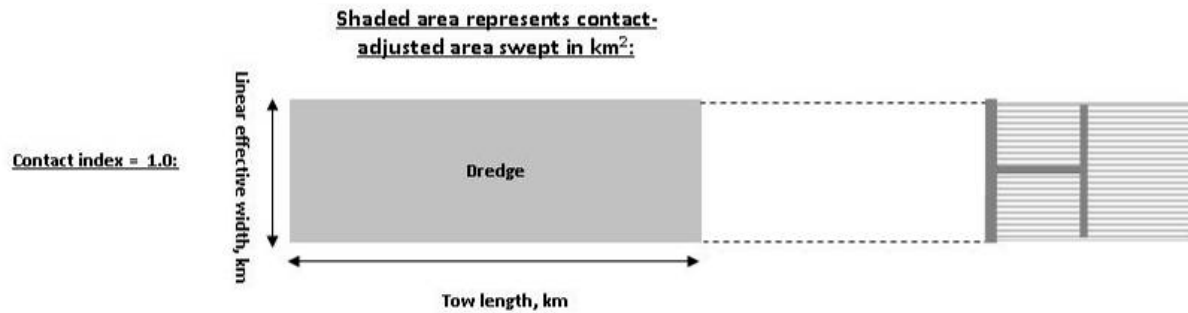 Shaded area represents contact-
adjusted area swept in km²:
Linear effective width, km
Contact index = 1.0:
Dredge
Tow length, km